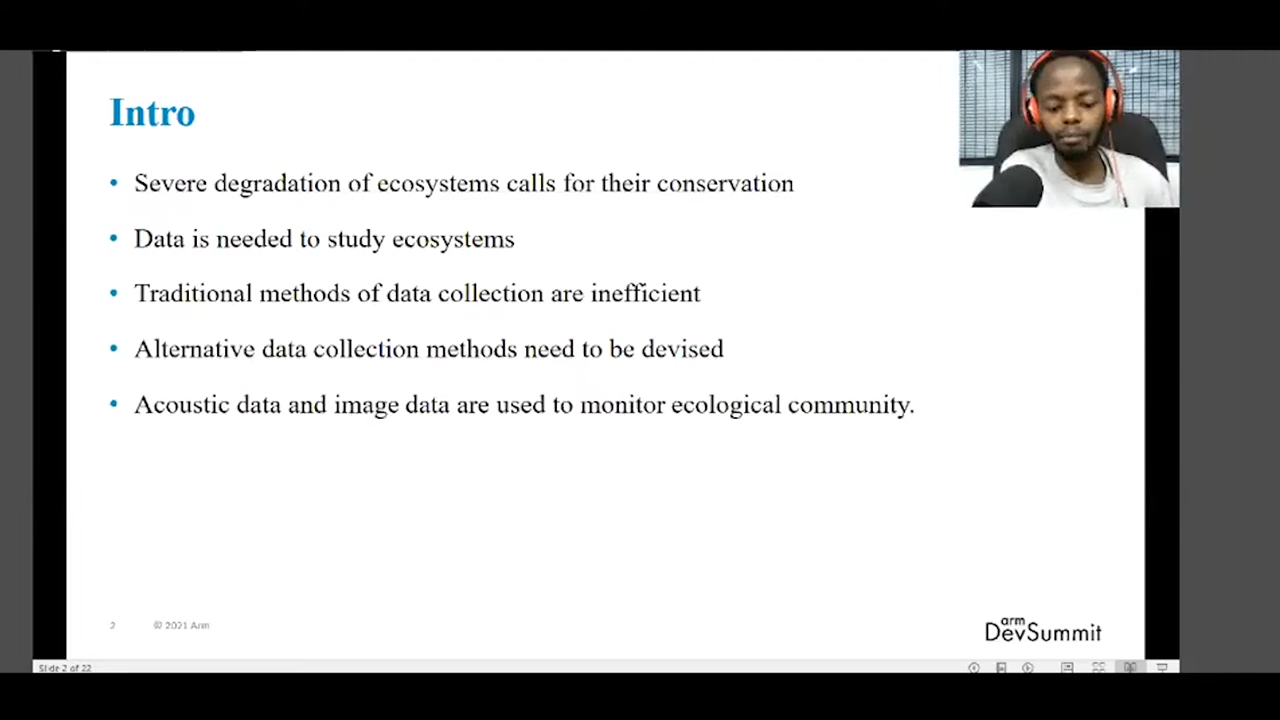 Intro
• Severe degradation of ecosystems calls for their conservation
• Data is needed to study ecosystems
• Traditional methods of data collection are inefficient
• Alternative data collection methods need to be devised
• Acoustic data and image data are used to monitor ecological community.
2 © 2021 Arm
arm
DevSummit
Slide 2 of 22